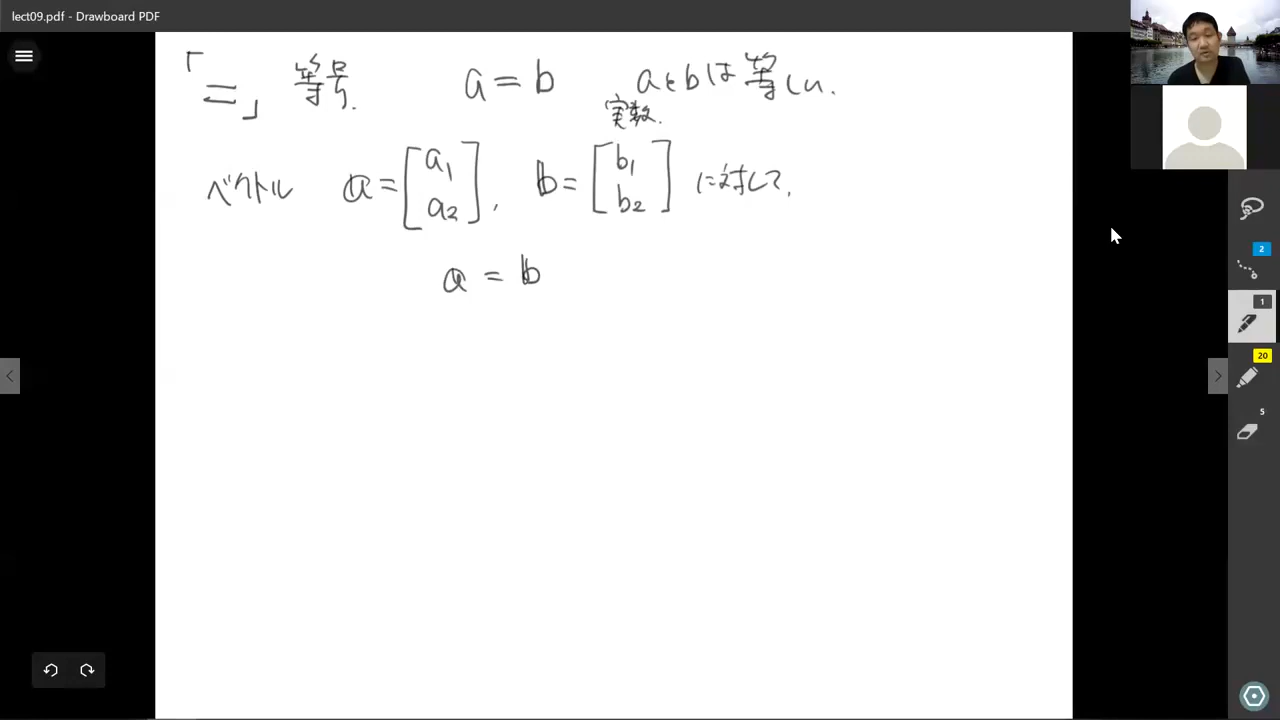 lect09.pdf - Drawboard PDF
「=」 等号. a = b aとbは等しい.
実数.
ベクトル 𝕒 = [a1 a2], 𝕓 = [b1 b2] に対して,
𝕒 = 𝕓
2
1
20
5